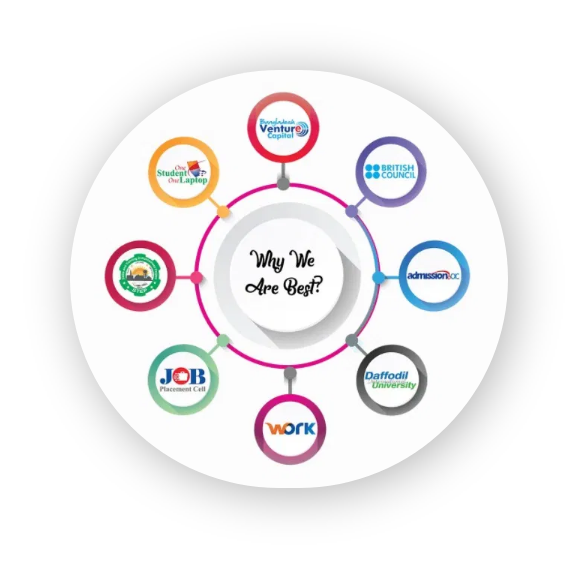 Bangladesh
Venture
Capital
BRITISH
COUNCIL
admission.ac
Daffodil
University
WORK
JOB
Placement Cell
One
Student
One Laptop
Why We
Are Best?